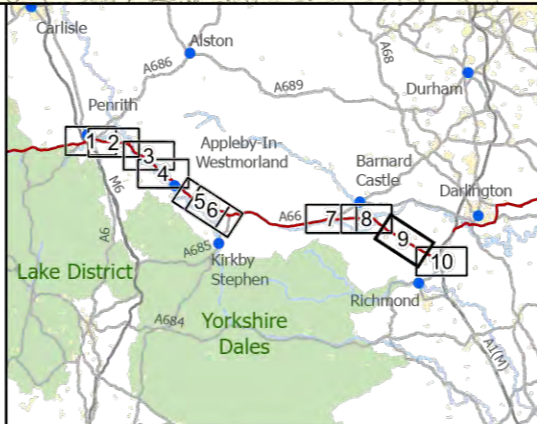 Carlisle
Alston
A68
A686
A689
Durham
Penrith
Appleby-In
Westmorland
Barnard
Castle
Darlington
1
2
3
4
5
6
A66
7
8
9
10
M6
A6
A685
Kirkby
Stephen
Lake District
Richmond
A684
Yorkshire
Dales
A1(M)